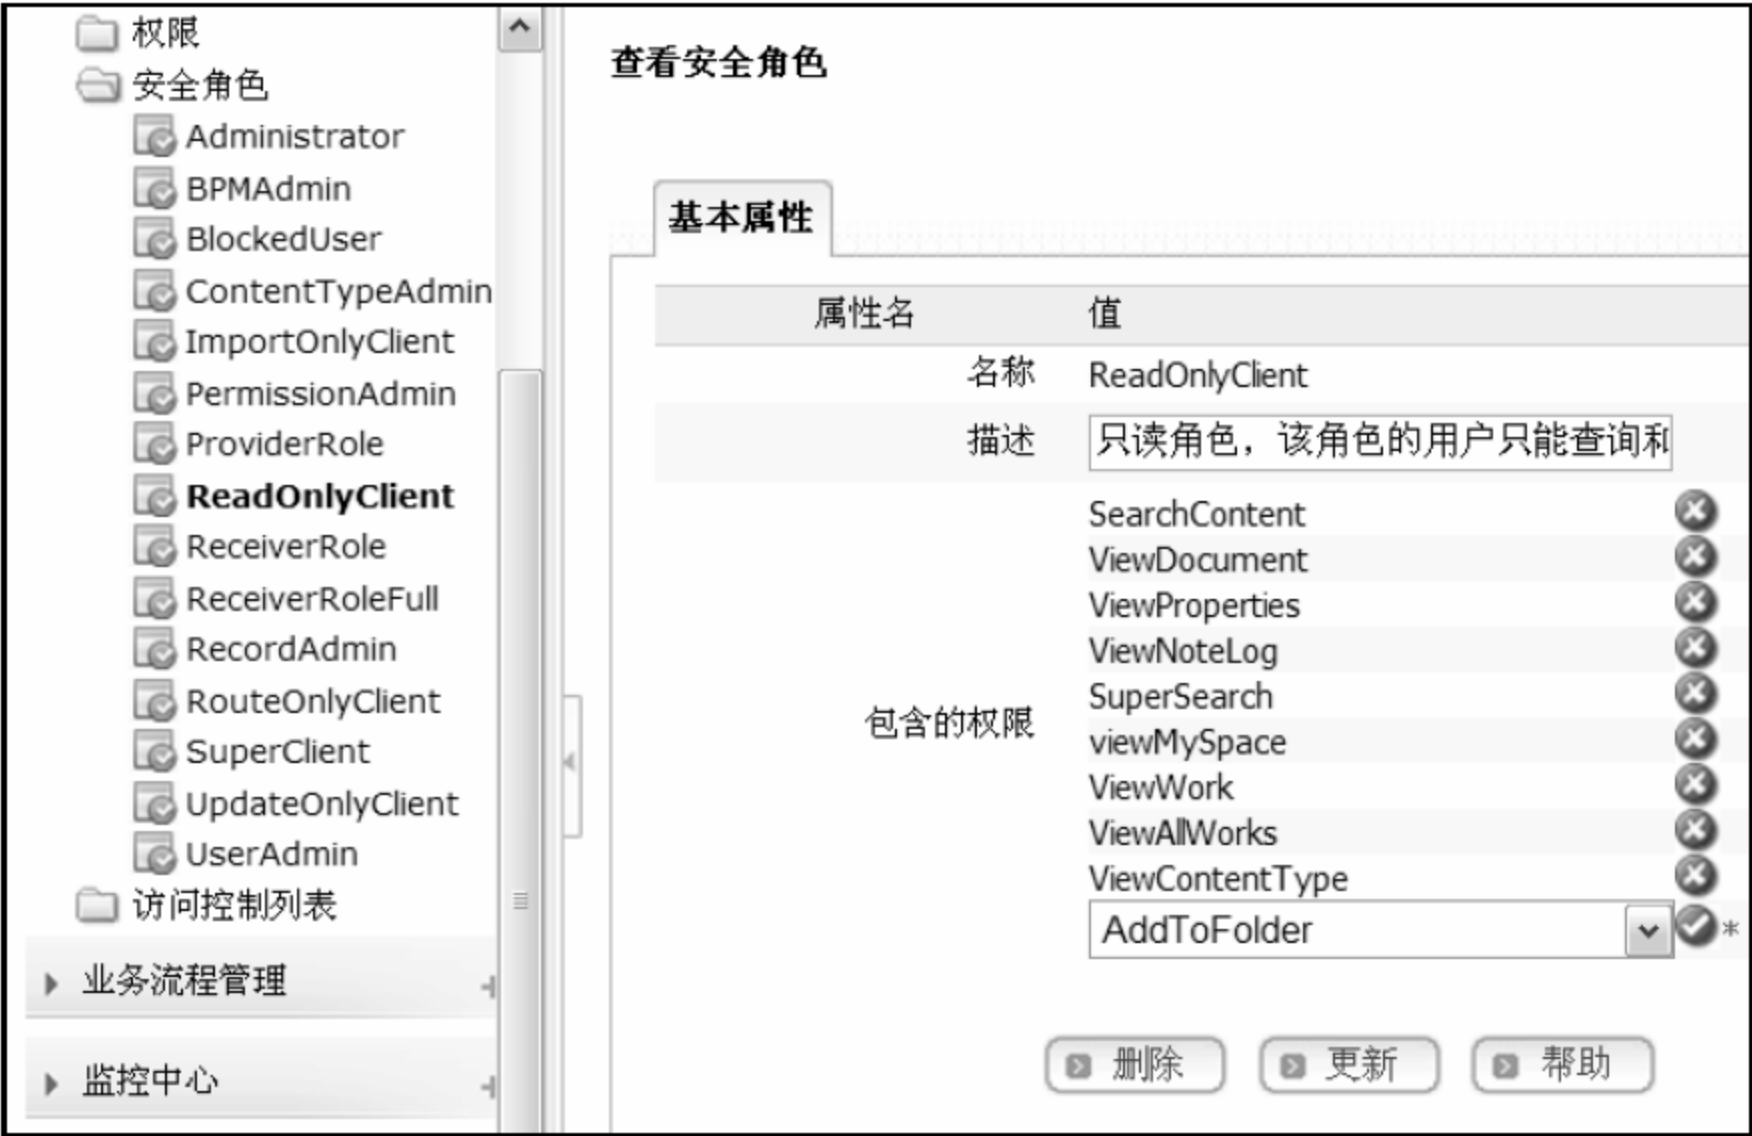 权限
安全角色
Administrator
BPMAdmin
BlockedUser
ContentTypeAdmin
ImportOnlyClient
PermissionAdmin
ProviderRole
ReadOnlyClient
ReceiverRole
ReceiverRoleFull
RecordAdmin
RouteOnlyClient
SuperClient
UpdateOnlyClient
UserAdmin
访问控制列表
业务流程管理
监控中心
查看安全角色
基本属性
属性名 值
名称 ReadOnlyClient
描述 只读角色，该角色的用户只能查询和
包含的权限
SearchContent
ViewDocument
ViewProperties
ViewNoteLog
SuperSearch
viewMySpace
ViewWork
ViewAllWorks
ViewContentType
AddToFolder *
删除 更新 帮助